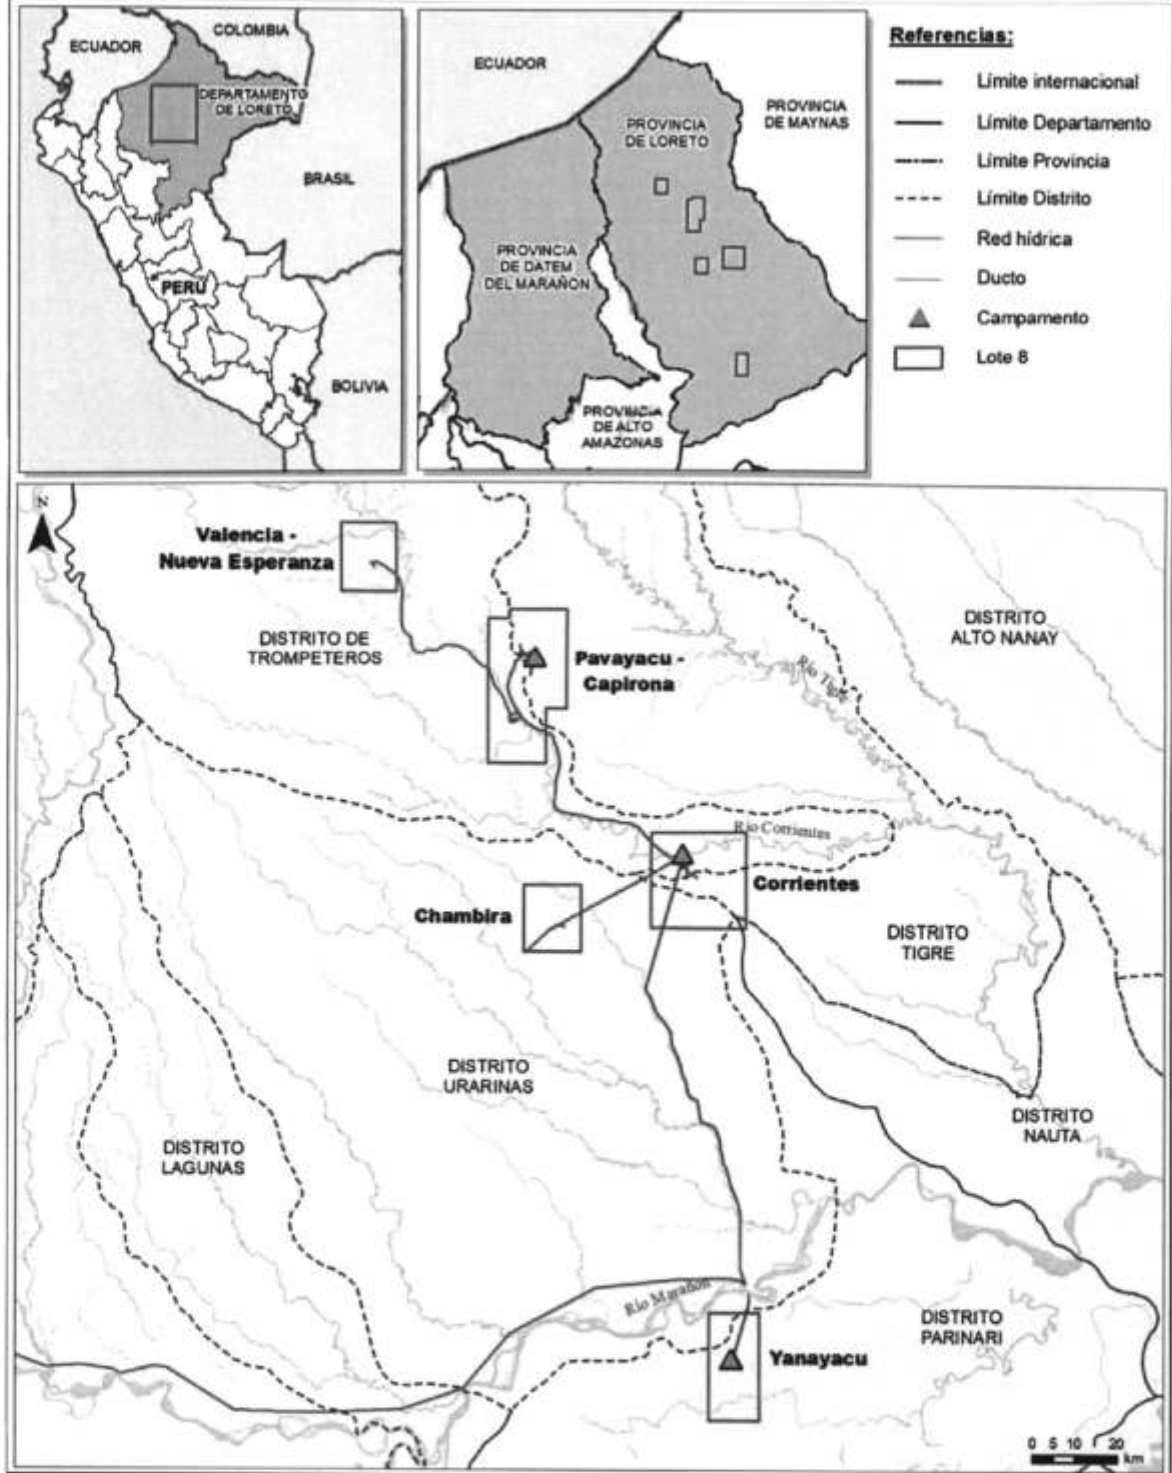 ECUADOR
COLOMBIA
DEPARTAMENTO
DE LORETO
BRASIL
PERÚ
BOLIVIA
ECUADOR
PROVINCIA
DE MAYNAS
PROVINCIA
DE LORETO
PROVINCIA
DE DATEM
DEL MARAÑON
PROVINCIA
DE ALTO
AMAZONAS
Referencias:
Límite internacional
Límite Departamento
Límite Provincia
Límite Distrito
Red hídrica
Ducto
Campamento
Lote 8
N
Valencia -
Nueva Esperanza
DISTRITO DE
TROMPETEROS
Pavayacu -
Capirona
DISTRITO
ALTO NANAY
Río Tigre
Río Corrientes
Corrientes
Chambira
DISTRITO
TIGRE
DISTRITO
URARINAS
DISTRITO
NAUTA
DISTRITO
LAGUNAS
Río Marañón
DISTRITO
PARINARI
Yanayacu
0 5 10 20
km